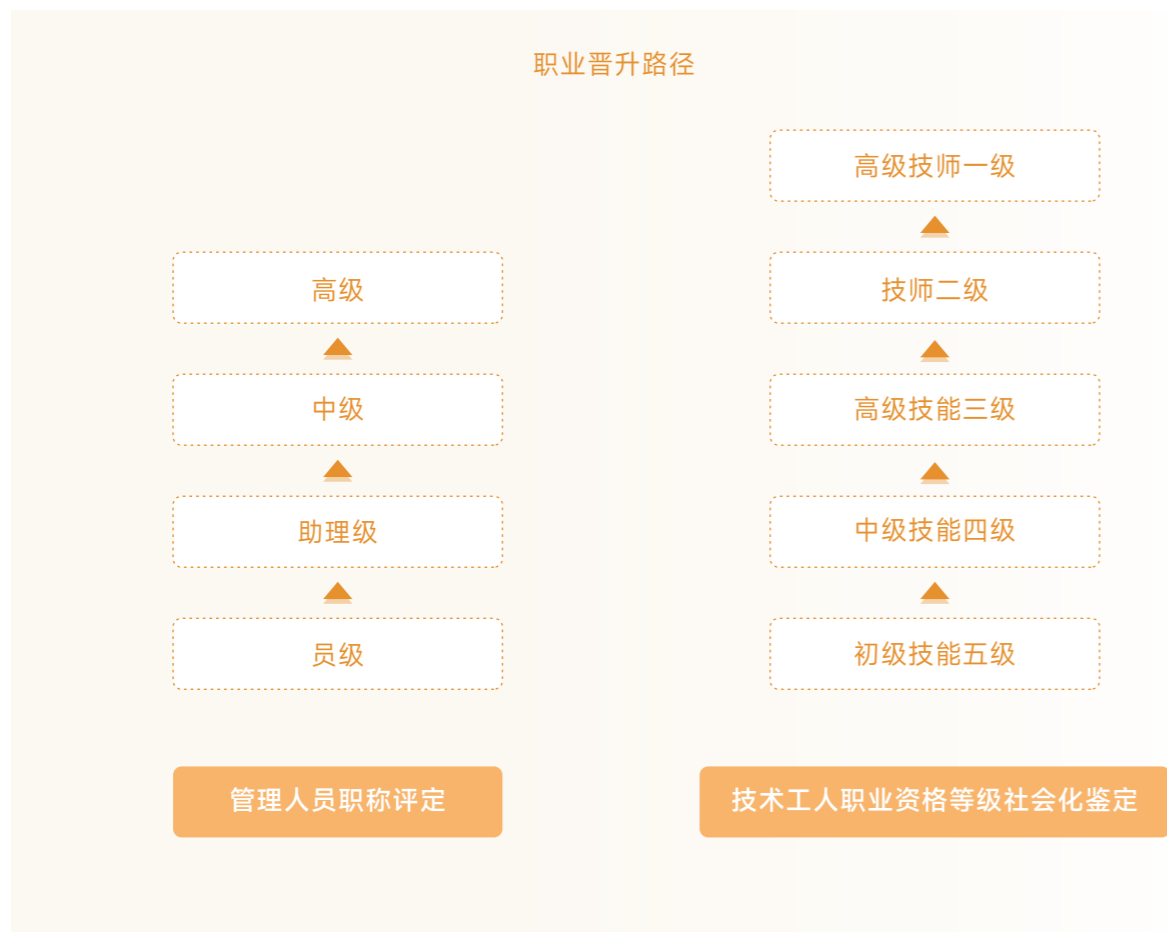 职业晋升路径
高级
中级
助理级
员级
管理人员职称评定
高级技师一级
技师二级
高级技能三级
中级技能四级
初级技能五级
技术工人职业资格等级社会化鉴定